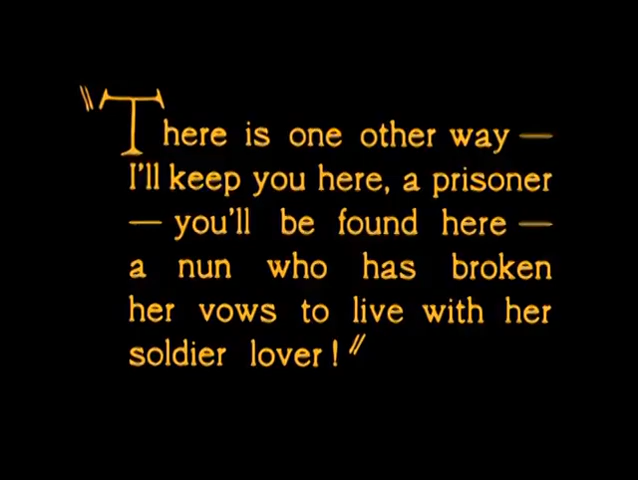 "There is one other way —
I'll keep you here, a prisoner
— you'll be found here —
a nun who has broken
her vows to live with her
soldier lover!"